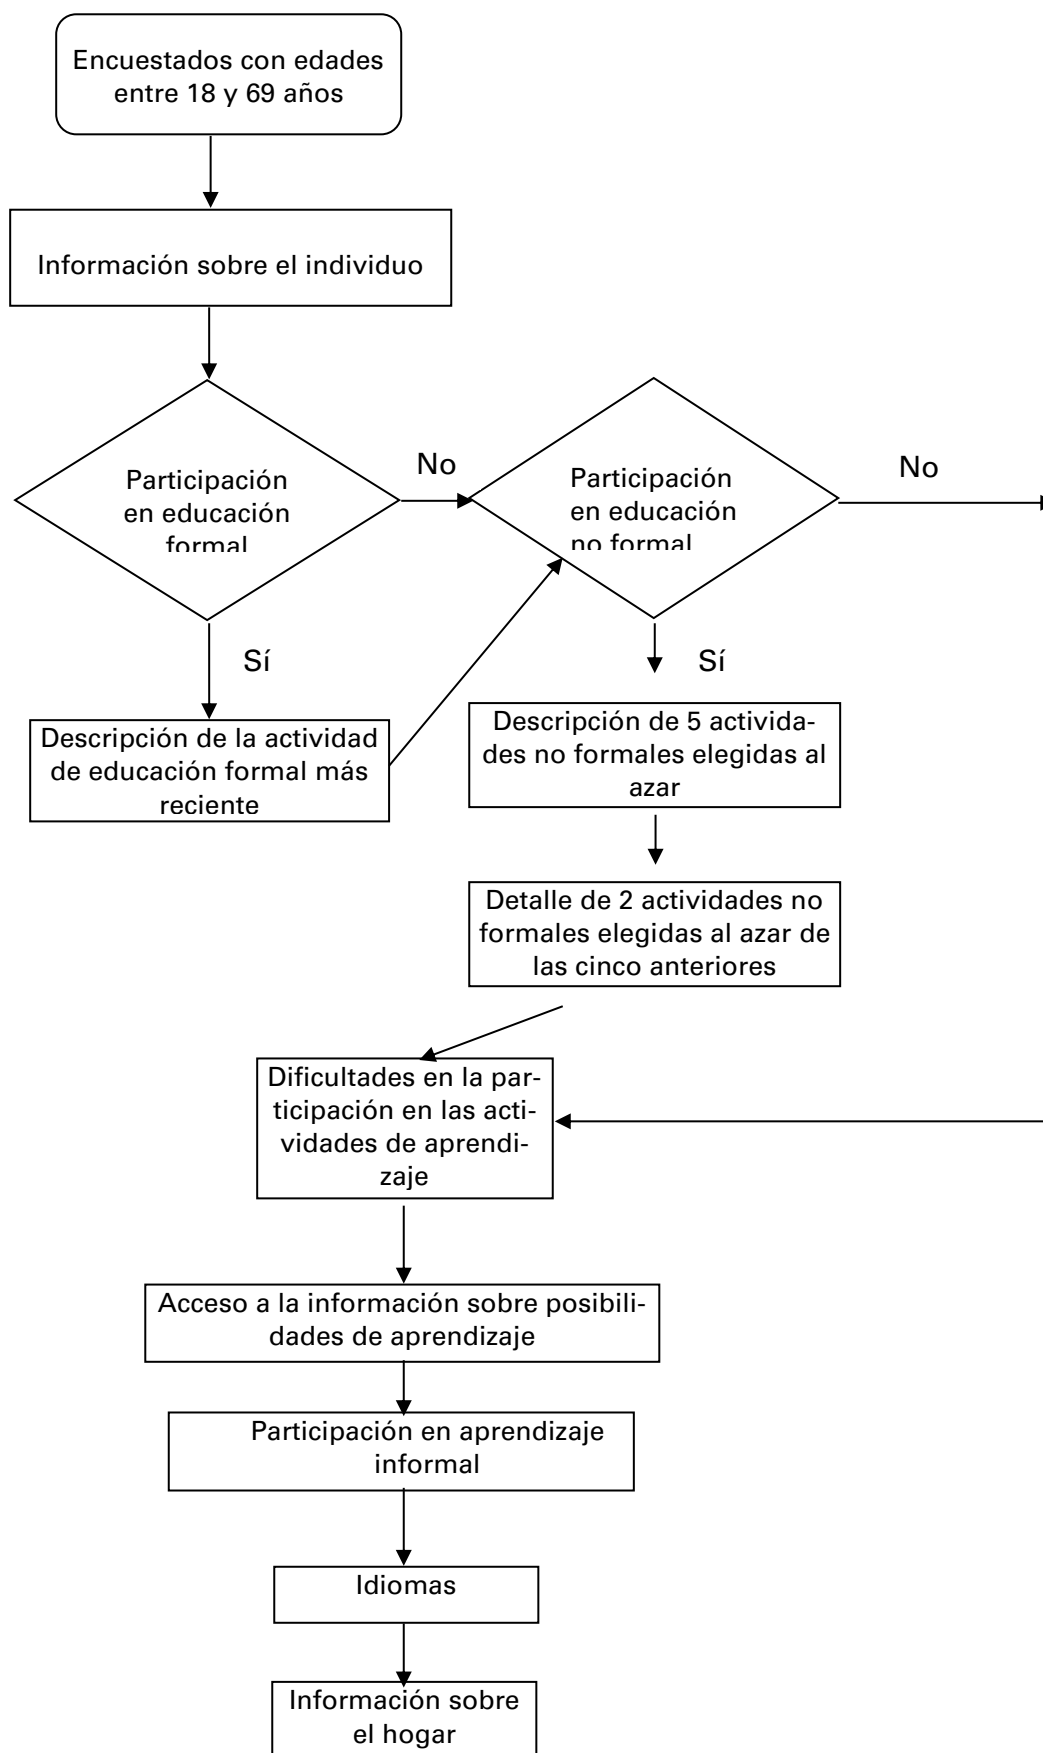 Encuestados con edades
entre 18 y 69 años
Información sobre el individuo
Participación
en educación
formal
No
Participación
en educación
no formal
No
Sí
Sí
Descripción de la actividad
de educación formal más
reciente
Descripción de 5 activida-
des no formales elegidas al
azar
Detalle de 2 actividades no
formales elegidas al azar de
las cinco anteriores
Dificultades en la par-
ticipación en las acti-
vidades de aprendi-
zaje
Acceso a la información sobre posibili-
dades de aprendizaje
Participación en aprendizaje
informal
Idiomas
Información sobre
el hogar